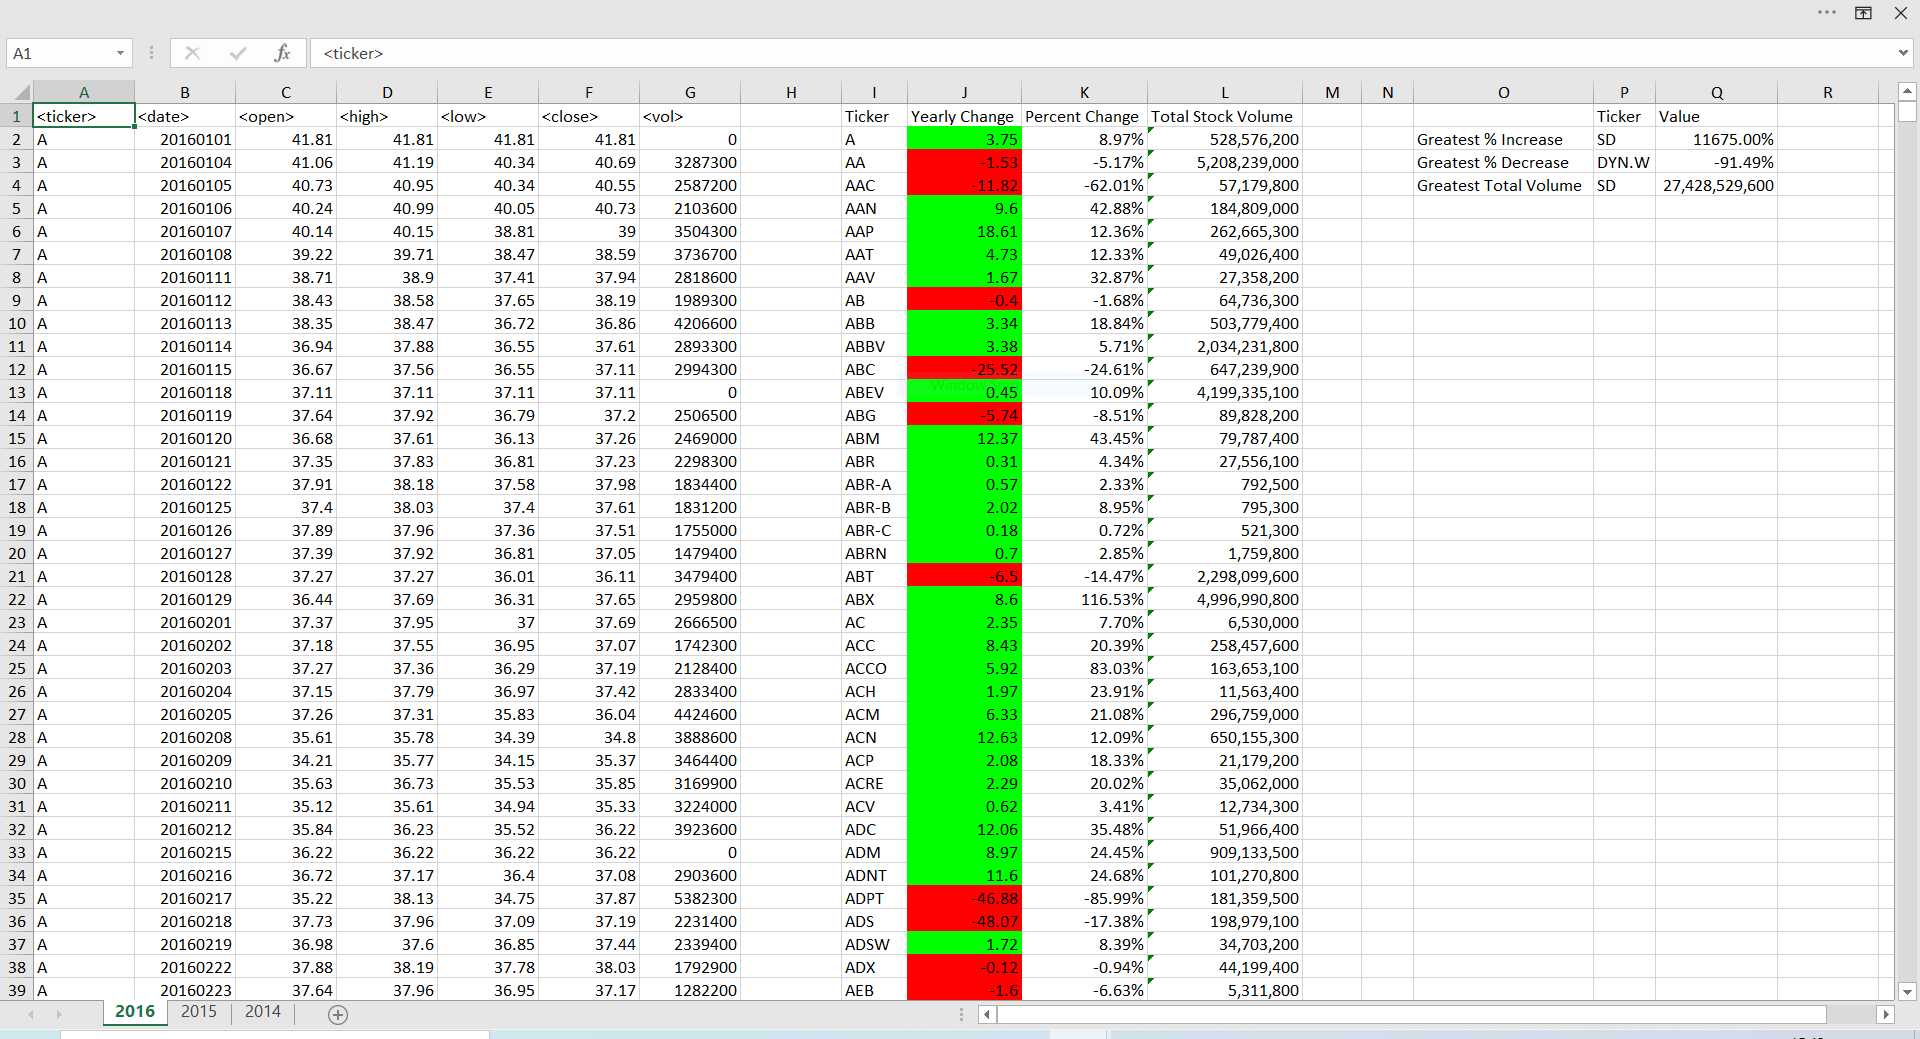 A1 fx <ticker>
A B C D E F G H I J K L M N O P Q R
1 <ticker> <date> <open> <high> <low> <close> <vol> Ticker Yearly Change Percent Change Total Stock Volume Ticker Value
2 A 20160101 41.81 41.81 41.81 41.81 0 A 3.75 8.97% 528,576,200 Greatest % Increase SD 11675.00%
3 A 20160104 41.06 41.19 40.34 40.69 3287300 AA -1.53 -5.17% 5,208,239,000 Greatest % Decrease DYN.W -91.49%
4 A 20160105 40.73 40.95 40.34 40.55 2587200 AAC -11.82 -62.01% 57,179,800 Greatest Total Volume SD 27,428,529,600
5 A 20160106 40.24 40.99 40.05 40.73 2103600 AAN 9.6 42.88% 184,809,000
6 A 20160107 40.14 40.15 38.81 39 3504300 AAP 18.61 12.36% 262,665,300
7 A 20160108 39.22 39.71 38.47 38.59 3736700 AAT 4.73 12.33% 49,026,400
8 A 20160111 38.71 38.9 37.41 37.94 2818600 AAV 1.67 32.87% 27,358,200
9 A 20160112 38.43 38.58 37.65 38.19 1989300 AB -0.4 -1.68% 64,736,300
10 A 20160113 38.35 38.47 36.72 36.86 4206600 ABB 3.34 18.84% 503,779,400
11 A 20160114 36.94 37.88 36.55 37.61 2893300 ABBV 3.38 5.71% 2,034,231,800
12 A 20160115 36.67 37.56 36.55 37.11 2994300 ABC -25.52 -24.61% 647,239,900
13 A 20160118 37.11 37.11 37.11 37.11 0 ABEV 0.45 10.09% 4,199,335,100
14 A 20160119 37.64 37.92 36.79 37.2 2506500 ABG -5.74 -8.51% 89,828,200
15 A 20160120 36.68 37.61 36.13 37.26 2469000 ABM 12.37 43.45% 79,787,400
16 A 20160121 37.35 37.83 36.81 37.23 2298300 ABR 0.31 4.34% 27,556,100
17 A 20160122 37.91 38.18 37.58 37.98 1834400 ABR-A 0.57 2.33% 792,500
18 A 20160125 37.4 38.03 37.4 37.61 1831200 ABR-B 2.02 8.95% 795,300
19 A 20160126 37.89 37.96 37.36 37.51 1755000 ABR-C 0.18 0.72% 521,300
20 A 20160127 37.39 37.92 36.81 37.05 1479400 ABRN 0.7 2.85% 1,759,800
21 A 20160128 37.27 37.27 36.01 36.11 3479400 ABT -6.5 -14.47% 2,298,099,600
22 A 20160129 36.44 37.69 36.31 37.65 2959800 ABX 8.6 116.53% 4,996,990,800
23 A 20160201 37.37 37.95 37 37.69 2666500 AC 2.35 7.70% 6,530,000
24 A 20160202 37.18 37.55 36.95 37.07 1742300 ACC 8.43 20.39% 258,457,600
25 A 20160203 37.27 37.36 36.29 37.19 2128400 ACCO 5.92 83.03% 163,653,100
26 A 20160204 37.15 37.79 36.97 37.42 2833400 ACH 1.97 23.91% 11,563,400
27 A 20160205 37.26 37.31 35.83 36.04 4424600 ACM 6.33 21.08% 296,759,000
28 A 20160208 35.61 35.78 34.39 34.8 3888600 ACN 12.63 12.09% 650,155,300
29 A 20160209 34.21 35.77 34.15 35.37 3464400 ACP 2.08 18.33% 21,179,200
30 A 20160210 35.63 36.73 35.53 35.85 3169900 ACRE 2.29 20.02% 35,062,000
31 A 20160211 35.12 35.61 34.94 35.33 3224000 ACV 0.62 3.41% 12,734,300
32 A 20160212 35.84 36.23 35.52 36.22 3923600 ADC 12.06 35.48% 51,966,400
33 A 20160215 36.22 36.22 36.22 36.22 0 ADM 8.97 24.45% 909,133,500
34 A 20160216 36.72 37.17 36.4 37.08 2903600 ADNT 11.6 24.68% 101,270,800
35 A 20160217 35.22 38.13 34.75 37.87 5382300 ADPT -46.88 -85.99% 181,359,500
36 A 20160218 37.73 37.96 37.09 37.19 2231400 ADS -48.07 -17.38% 198,979,100
37 A 20160219 36.98 37.6 36.85 37.44 2339400 ADSW 1.72 8.39% 34,703,200
38 A 20160222 37.88 38.19 37.78 38.03 1792900 ADX -0.12 -0.94% 44,199,400
39 A 20160223 37.64 37.96 36.95 37.17 1282200 AEB -1.6 -6.63% 5,311,800
2016 2015 2014